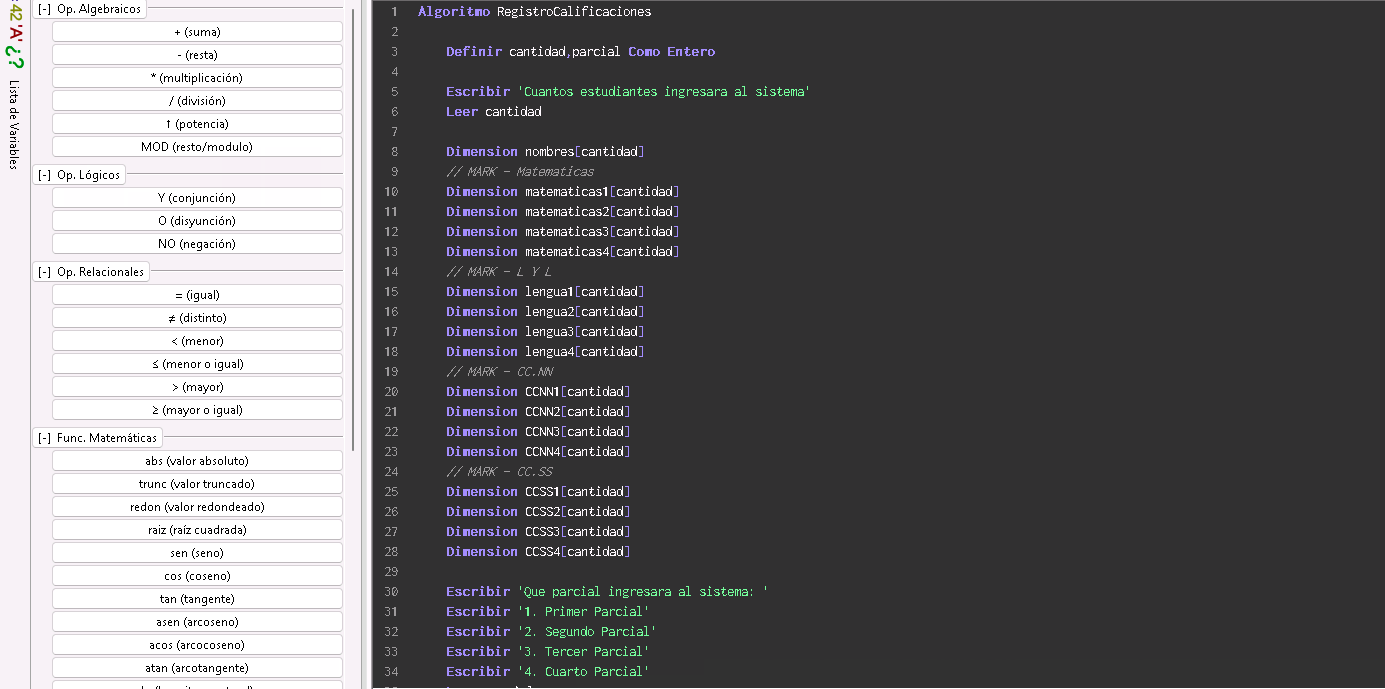 :42 'A' ¿?
Lista de Variables
[-] Op. Algebraicos
+ (suma)
- (resta)
* (multiplicación)
/ (división)
↑ (potencia)
MOD (resto/modulo)
[-] Op. Lógicos
Y (conjunción)
O (disyunción)
NO (negación)
[-] Op. Relacionales
= (igual)
≠ (distinto)
< (menor)
≤ (menor o igual)
> (mayor)
≥ (mayor o igual)
[-] Func. Matemáticas
abs (valor absoluto)
trunc (valor truncado)
redon (valor redondeado)
raiz (raíz cuadrada)
sen (seno)
cos (coseno)
tan (tangente)
asen (arcoseno)
acos (arcocoseno)
atan (arcotangente)
1 Algoritmo RegistroCalificaciones
2
3 Definir cantidad,parcial Como Entero
4
5 Escribir 'Cuantos estudiantes ingresara al sistema'
6 Leer cantidad
7
8 Dimension nombres[cantidad]
9 // MARK - Matematicas
10 Dimension matematicas1[cantidad]
11 Dimension matematicas2[cantidad]
12 Dimension matematicas3[cantidad]
13 Dimension matematicas4[cantidad]
14 // MARK - L Y L
15 Dimension lengua1[cantidad]
16 Dimension lengua2[cantidad]
17 Dimension lengua3[cantidad]
18 Dimension lengua4[cantidad]
19 // MARK - CC.NN
20 Dimension CCNN1[cantidad]
21 Dimension CCNN2[cantidad]
22 Dimension CCNN3[cantidad]
23 Dimension CCNN4[cantidad]
24 // MARK - CC.SS
25 Dimension CCSS1[cantidad]
26 Dimension CCSS2[cantidad]
27 Dimension CCSS3[cantidad]
28 Dimension CCSS4[cantidad]
29
30 Escribir 'Que parcial ingresara al sistema: '
31 Escribir '1. Primer Parcial'
32 Escribir '2. Segundo Parcial'
33 Escribir '3. Tercer Parcial'
34 Escribir '4. Cuarto Parcial'